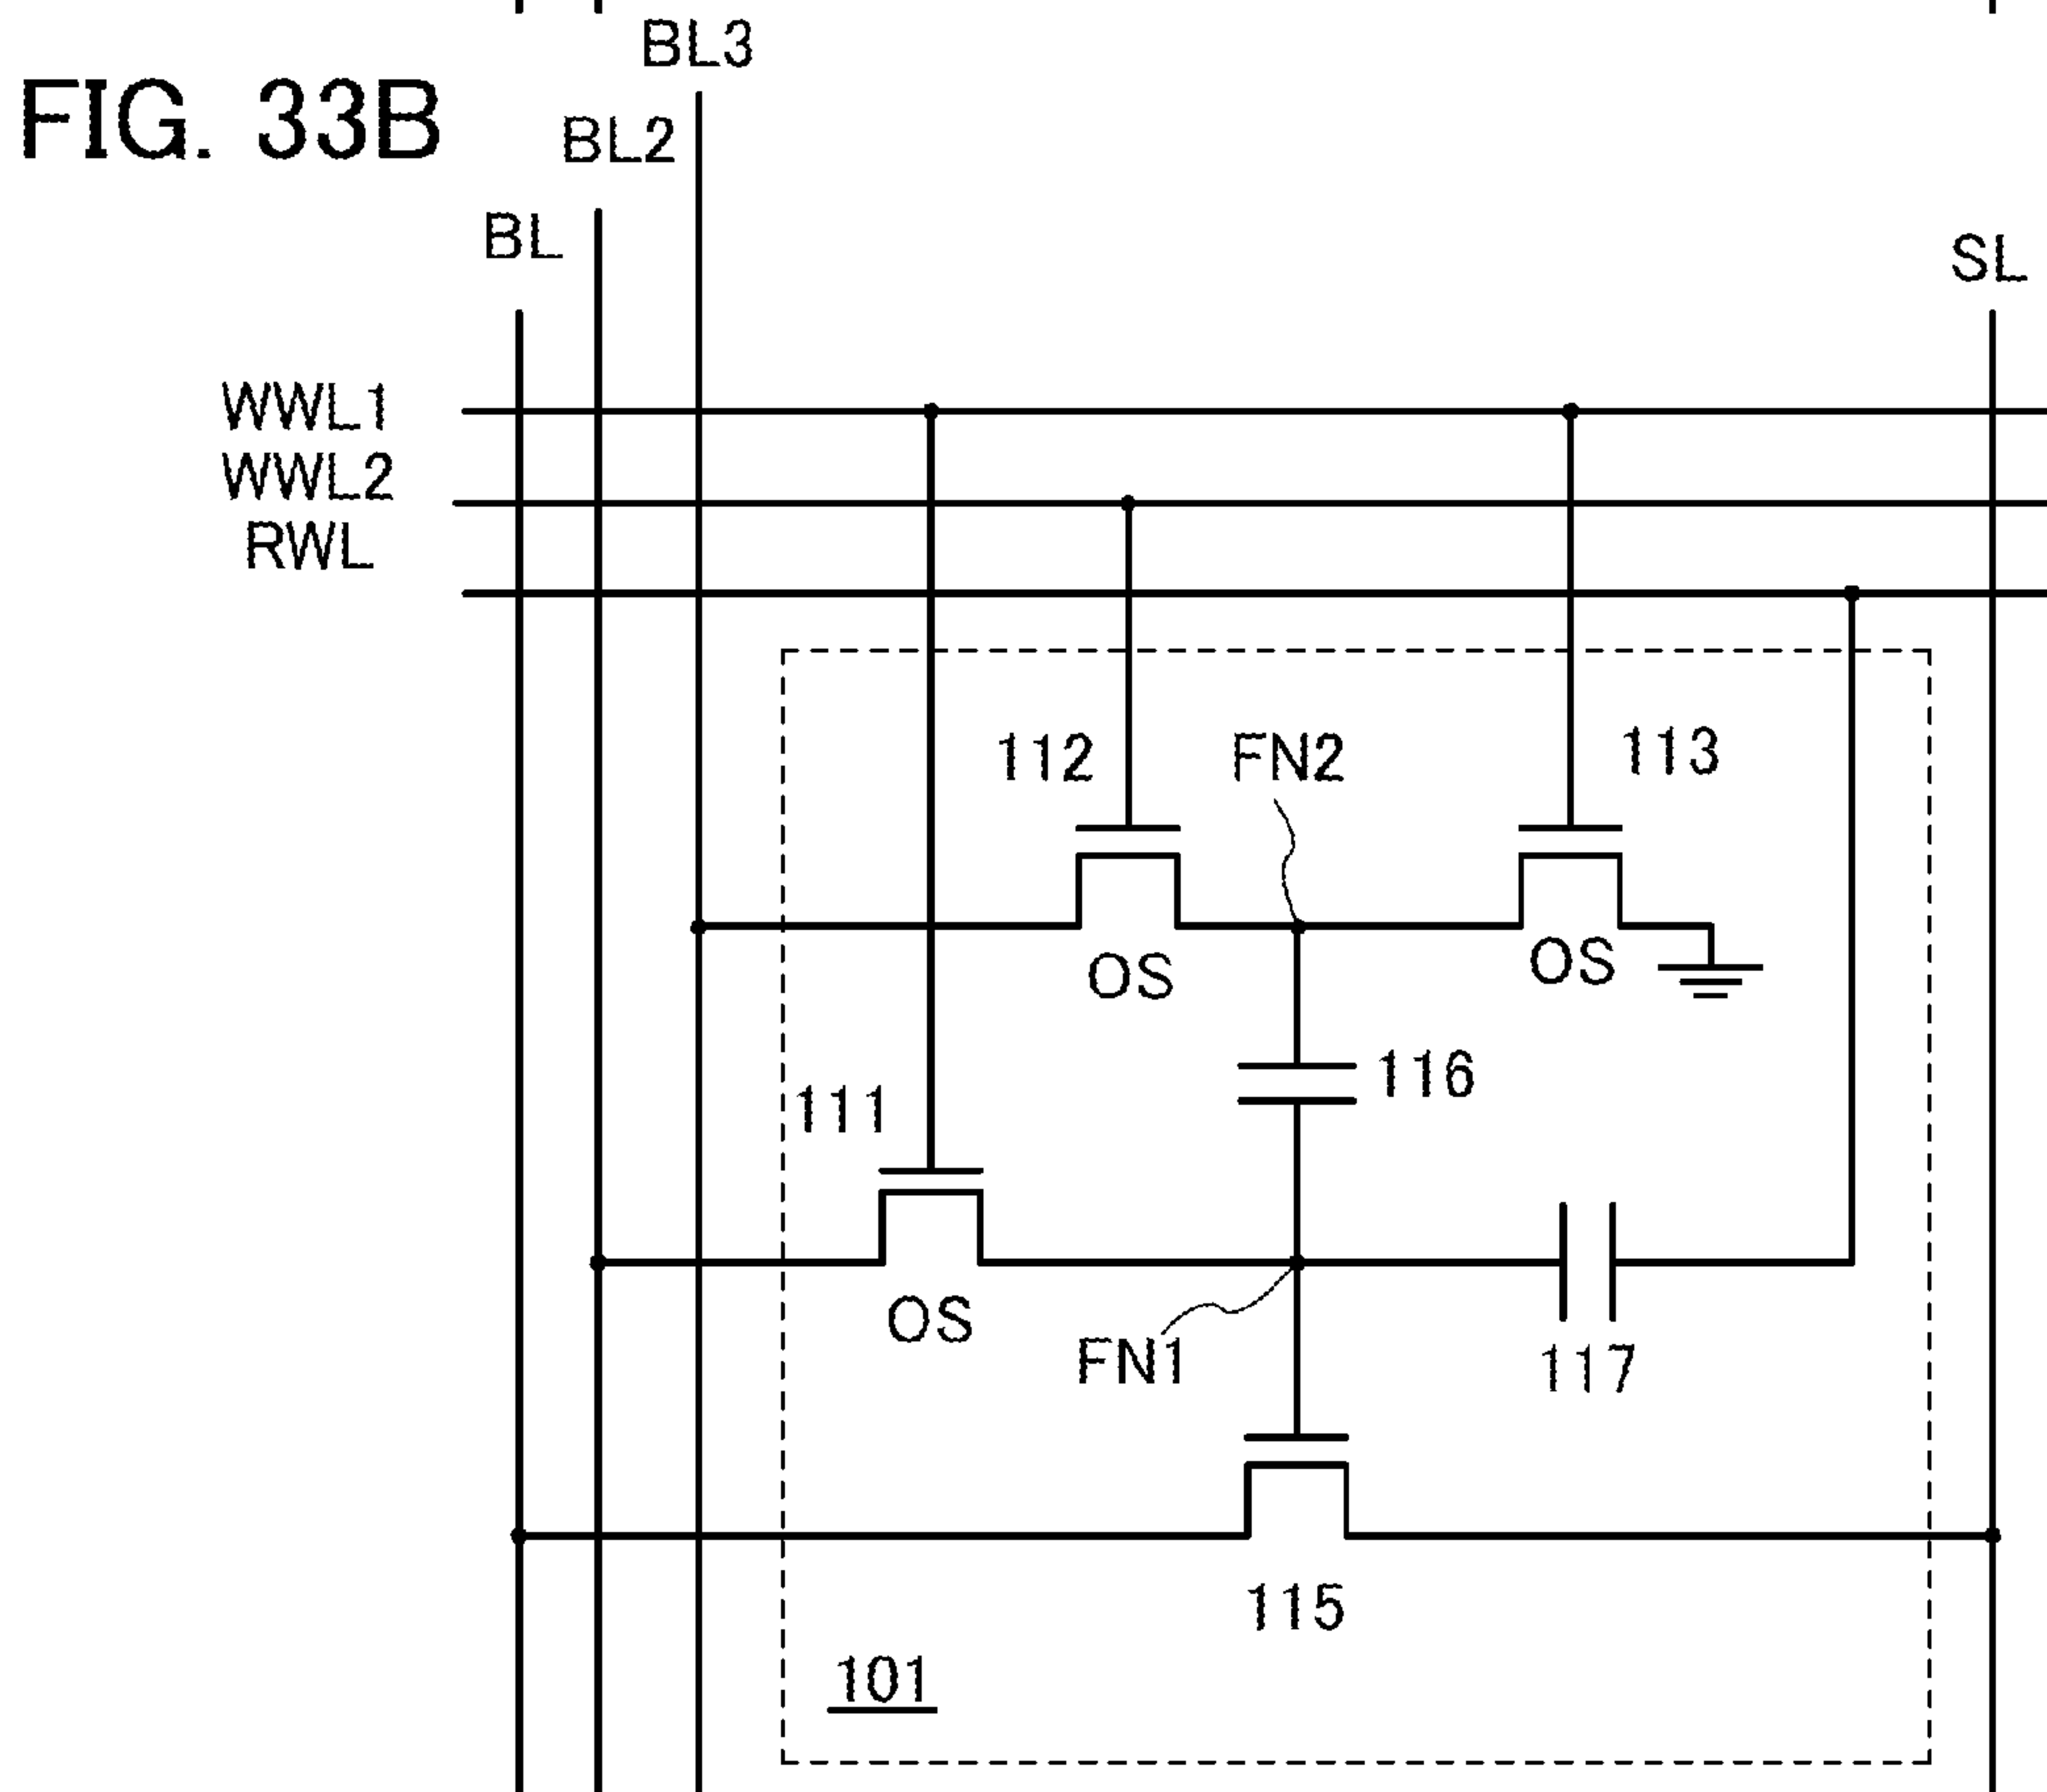 BL3
FIG. 33B
BL2
BL
SL
WWL1
WWL2
RWL
112
FN2
113
OS
OS
116
111
OS
FN1
117
115
101